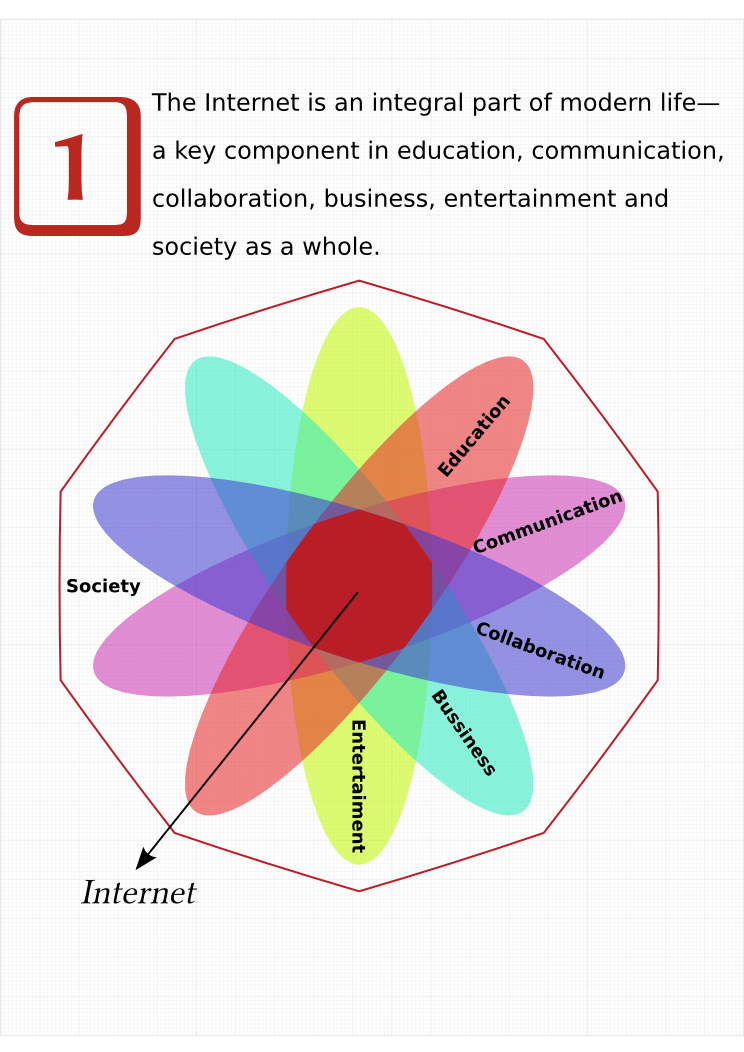 1
The Internet is an integral part of modern life—
a key component in education, communication,
collaboration, business, entertainment and
society as a whole.
Education
Communication
Society
Collaboration
Bussiness
Entertaiment
Internet